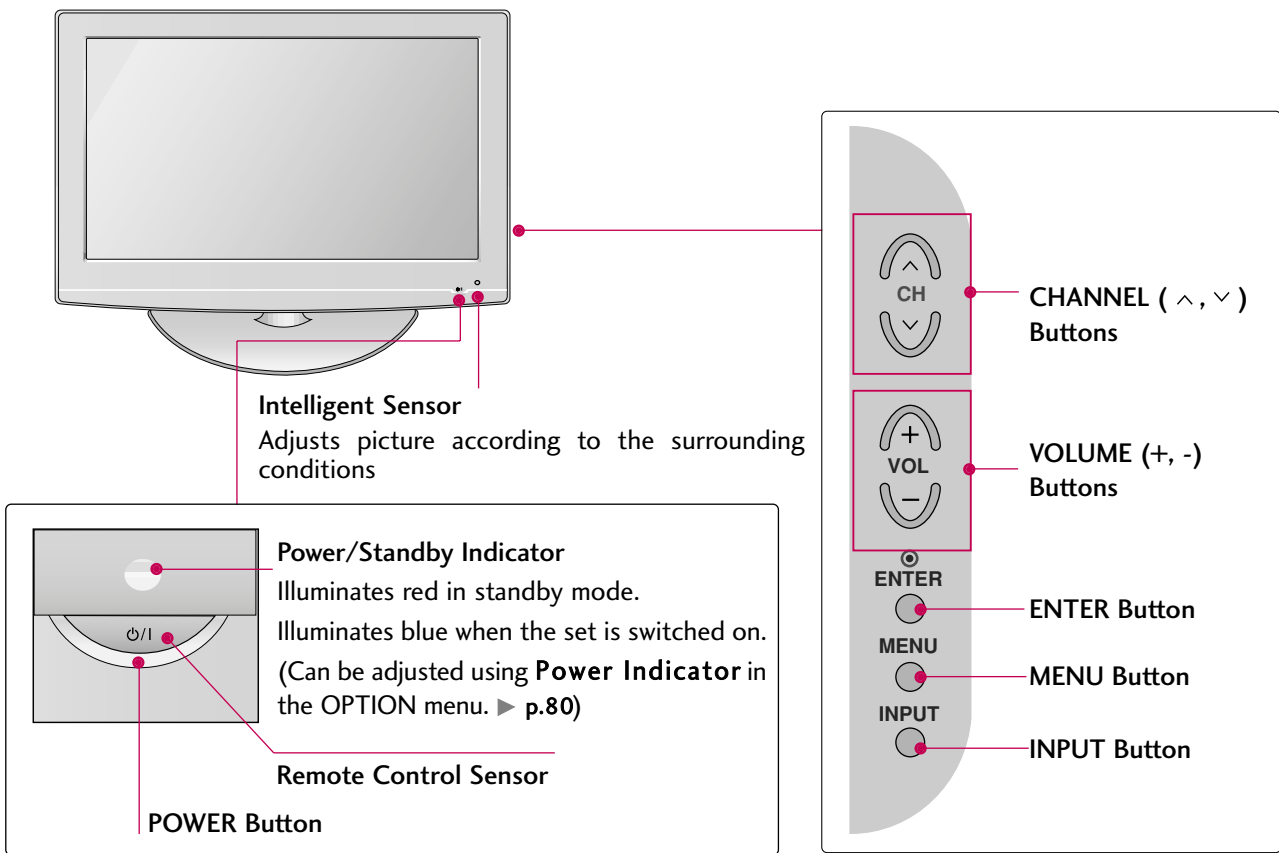 Intelligent Sensor
Adjusts picture according to the surrounding
conditions
Power/Standby Indicator
Illuminates red in standby mode.
Illuminates blue when the set is switched on.
(Can be adjusted using Power Indicator in
the OPTION menu. ▶ p.80)
⏻/I
Remote Control Sensor
POWER Button
CH
CHANNEL ( ︿, ﹀ )
Buttons
+
VOL
−
VOLUME (+, -)
Buttons
ENTER
ENTER Button
MENU
MENU Button
INPUT
INPUT Button